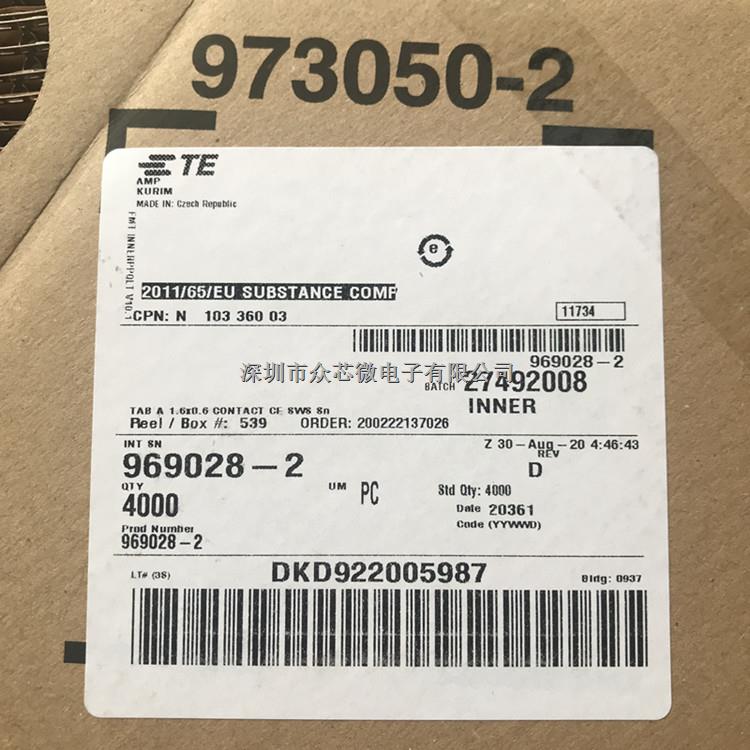 973050-2
TE
AMP
KURIM
MADE IN: Czech Republic
FMT INNERPPOLT V10.1
e
2011/65/EU SUBSTANCE COMP
CPN: N 103 360 03
11734
969028-2
深圳市众芯微电子有限公司
BATCH 27492008
INNER
TAB A 1.6x0.6 CONTACT CE SWS Sn
Reel / Box #: 539 ORDER: 200222137026
INT SN
Z 30-Aug-20 4:46:43
969028-2
REV
D
QTY
4000
UM PC
Std Qty: 4000
Date 20361
Code (YYWWD)
Prod Number
969028-2
LT# (3S)
DKD922005987
Bldg: 0937